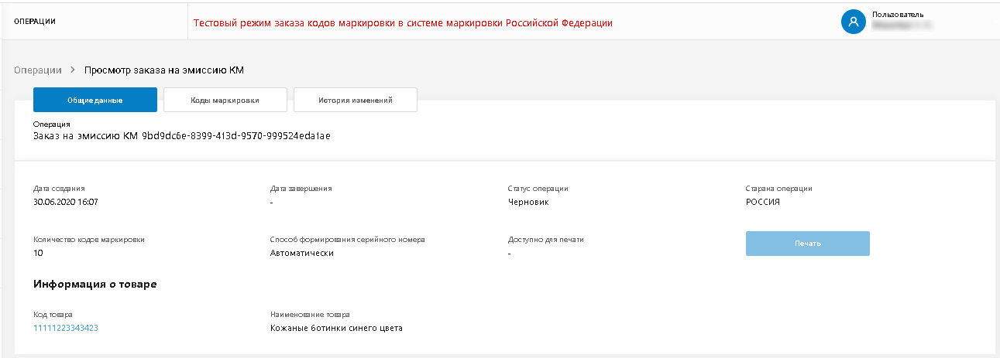 ОПЕРАЦИИ
Тестовый режим заказа кодов маркировки в системе маркировки Российской Федерации
Пользователь
Операции > Просмотр заказа на эмиссию КМ
Общие данные
Коды маркировки
История изменений
Операция
Заказ на эмиссию КМ 9bd9dc6e-8399-413d-9570-999524eda1ae
Дата создания
Дата завершения
Статус операции
Старана операции
30.06.2020 16:07
-
Черновик
РОССИЯ
Количество кодов маркировки
Способ формирования серийного номера
Доступно для печати
Печать
10
Автоматически
-
Информация о товаре
Код товара
Наименование товара
11111223343423
Кожаные ботинки синего цвета